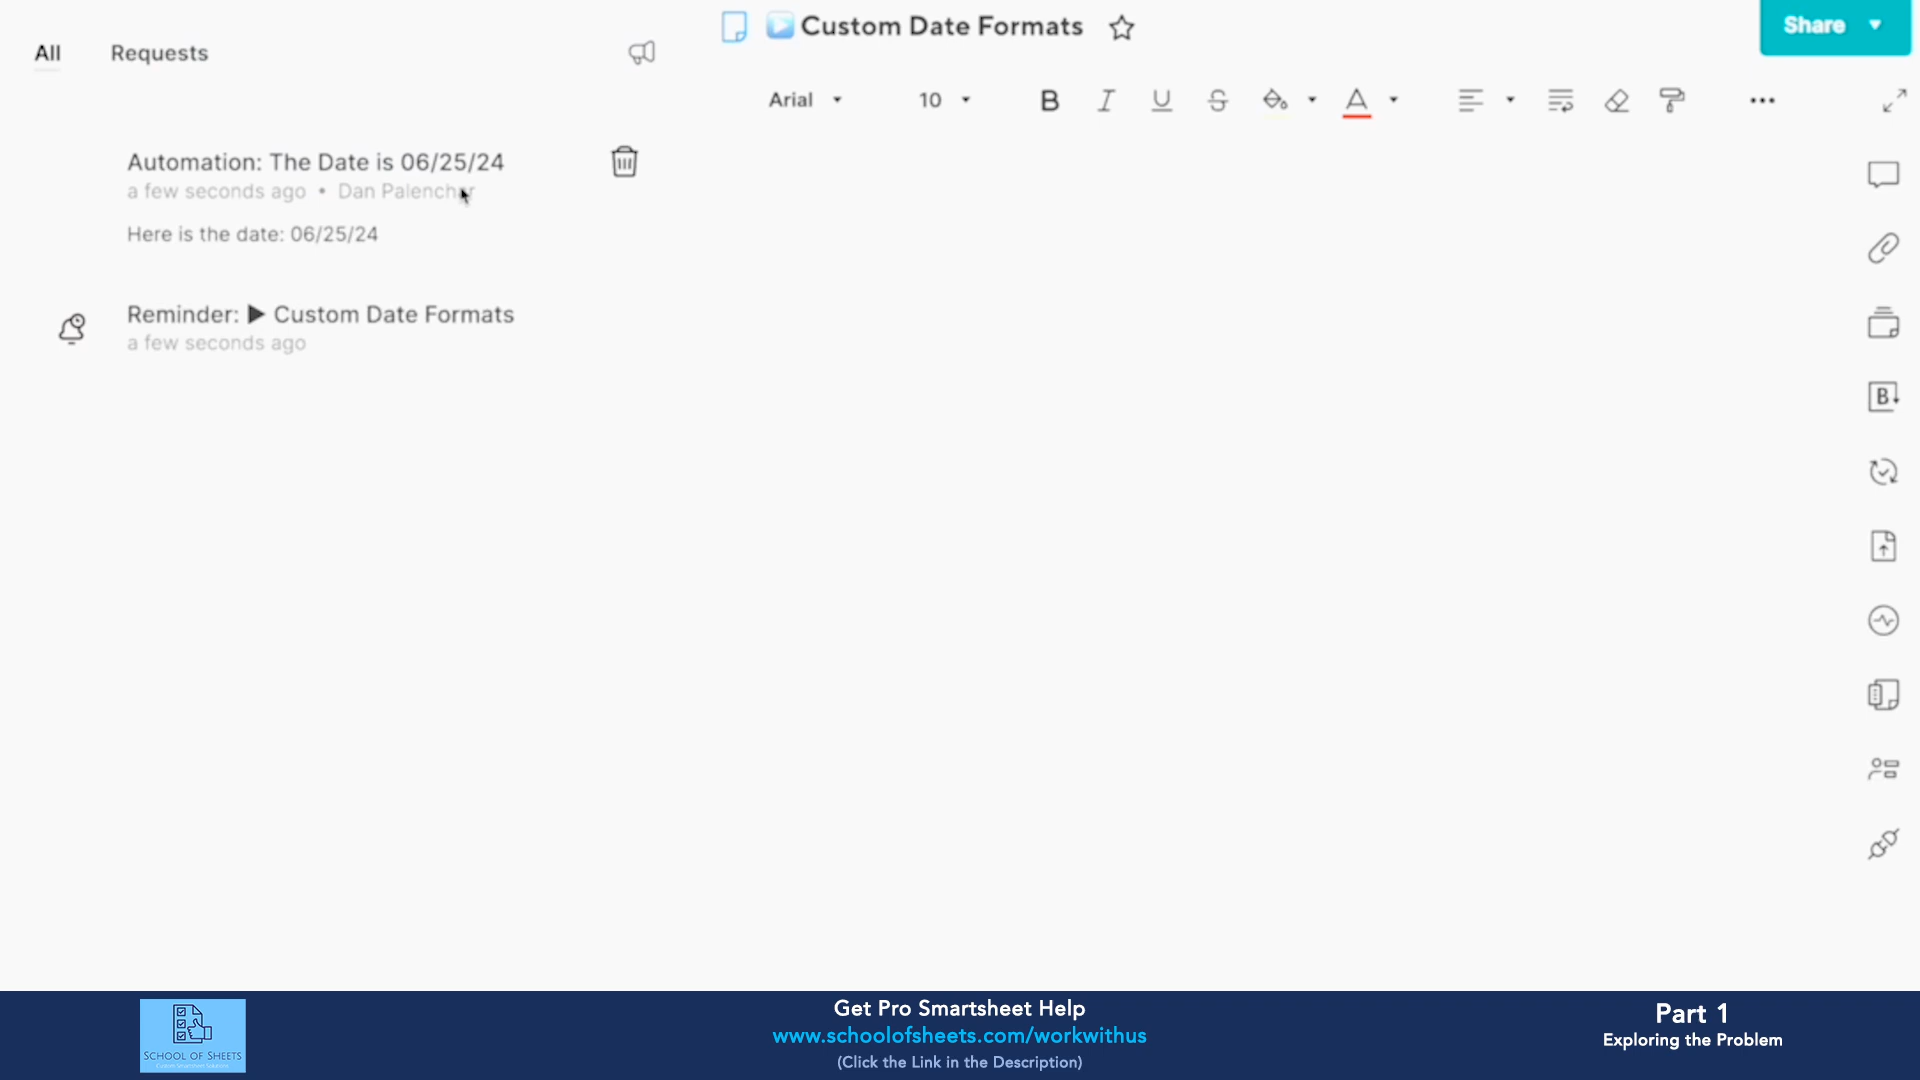 All
Requests
Custom Date Formats
Share
Arial
10
B
I
U
S
A
Automation: The Date is 06/25/24
a few seconds ago • Dan Palencher
Here is the date: 06/25/24
Reminder: ▶ Custom Date Formats
a few seconds ago
B
SCHOOL OF SHEETS
Get Pro Smartsheet Help
www.schoolofsheets.com/workwithus
(Click the Link in the Description)
Part 1
Exploring the Problem